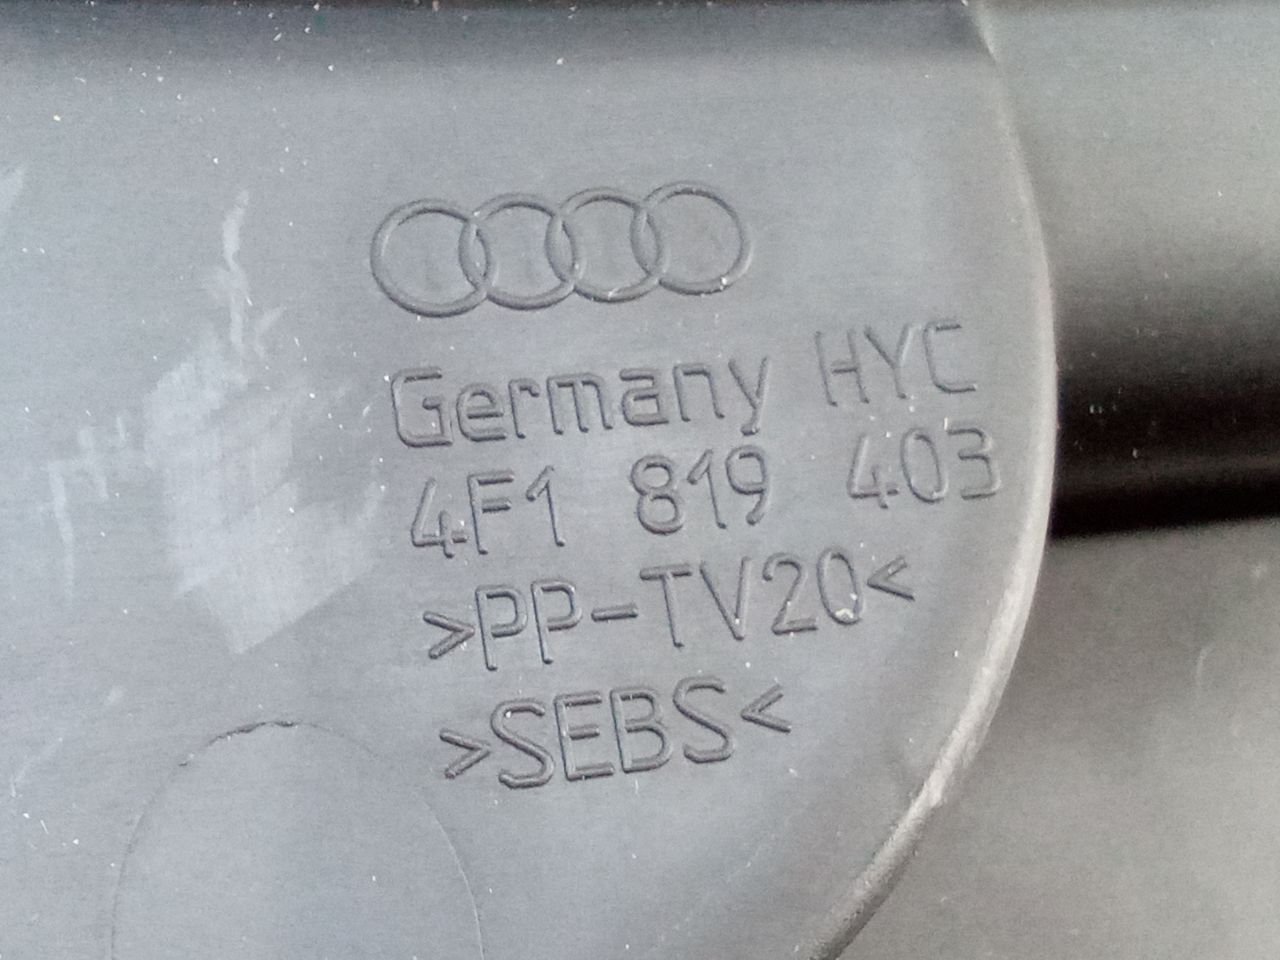 Germany HYC
4F1 819 403
>PP-TV20<
>SEBS<